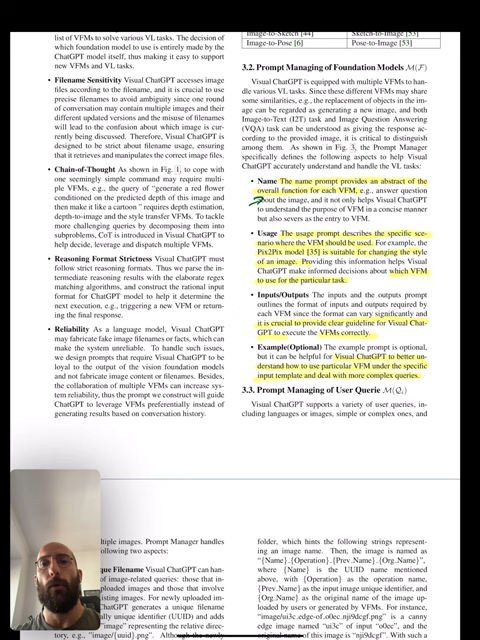 list of VFMs to solve various VL tasks. The decision of
which foundation model to use is entirely made by the
ChatGPT model itself, thus making it easy to support
new VFMs and VL tasks.
• Filename Sensitivity Visual ChatGPT accesses image
files according to the filename, and it is crucial to use
precise filenames to avoid ambiguity since one round
of conversation may contain multiple images and their
different updated versions and the misuse of filenames
will lead to the confusion about which image is cur-
rently being discussed. Therefore, Visual ChatGPT is
designed to be strict about filename usage, ensuring
that it retrieves and manipulates the correct image files.
• Chain-of-Thought As shown in Fig. 1, to cope with
one seemingly simple command may require multi-
ple VFMs, e.g., the query of "generate a red flower
conditioned on the predicted depth of this image and
then make it like a cartoon " requires depth estimation,
depth-to-image and the style transfer VFMs. To tackle
more challenging queries by decomposing them into
subproblems, CoT is introduced in Visual ChatGPT to
help decide, leverage and dispatch multiple VFMs.
• Reasoning Format Strictness Visual ChatGPT must
follow strict reasoning formats. Thus we parse the in-
termediate reasoning results with the elaborate regex
matching algorithms, and construct the rational input
format for ChatGPT model to help it determine the
next execution, e.g., triggering a new VFM or return-
ing the final response.
• Reliability As a language model, Visual ChatGPT
may fabricate fake image filenames or facts, which can
make the system unreliable. To handle such issues,
we design prompts that require Visual ChatGPT to be
loyal to the output of the vision foundation models and
not fabricate image content or filenames. Besides, the
collaboration of multiple VFMs can increase sys-
tem reliability, thus the prompt we construct will guide
ChatGPT to leverage VFMs preferentially instead of
generating results based on conversation history.
Image-to-Sketch [44] Sketch-to-Image [53]
Image-to-Pose [6] Pose-to-Image [53]
3.2. Prompt Managing of Foundation Models M(F)
Visual ChatGPT is equipped with multiple VFMs to han-
dle various VL tasks. Since these different VFMs may share
some similarities, e.g., the replacement of objects in the im-
age can be regarded as generating a new image, and both
Image-to-Text (I2T) task and Image Question Answering
(VQA) task can be understood as giving the response ac-
cording to the provided image, it is critical to distinguish
among them. As shown in Fig. 3, the Prompt Manager
specifically defines the following aspects to help Visual
ChatGPT accurately understand and handle the VL tasks:
• Name The name prompt provides an abstract of the
overall function for each VFM, e.g., answer question
about the image, and it not only helps Visual ChatGPT
to understand the purpose of VFM in a concise manner
but also severs as the entry to VFM.
• Usage The usage prompt describes the specific sce-
nario where the VFM should be used. For example, the
Pix2Pix model [35] is suitable for changing the style
of an image. Providing this information helps Visual
ChatGPT make informed decisions about which VFM
to use for the particular task.
• Inputs/Outputs The inputs and the outputs prompt
outlines the format of inputs and outputs required by
each VFM since the format can vary significantly and
it is crucial to provide clear guideline for Visual Chat-
GPT to execute the VFMs correctly.
• Example(Optional) The example prompt is optional,
but it can be helpful for Visual ChatGPT to better un-
derstand how to use particular VFM under the specific
input template and deal with more complex queries.
3.3. Prompt Managing of User Querie M(Qi)
Visual ChatGPT supports a variety of user queries, in-
cluding languages or images, simple or complex ones, and
ltiple images. Prompt Manager handles
ollowing two aspects:
que Filename Visual ChatGPT can han-
of image-related queries: those that in-
ploaded images and those that involve
isting images. For newly uploaded im-
hatGPT generates a unique filename
ally unique identifier (UUID) and adds
mage" representing the relative direc-
tory, e.g., "image/{uuid}.png". Although the newly
folder, which hints the following strings represent-
ing an image name. Then, the image is named as
"{Name}.{Operation}.{Prev_Name}.{Org_Name}",
where {Name} is the UUID name mentioned
above, with {Operation} as the operation name,
{Prev_Name} as the input image unique identifier, and
{Org_Name} as the original name of the image up-
loaded by users or generated by VFMs. For instance,
"image/ui3c_edge-of_o0ec_nji9dcgf.png" is a canny
edge image named "ui3c" of input "o0ec", and the
original name of this image is "nji9dcgf". With such a